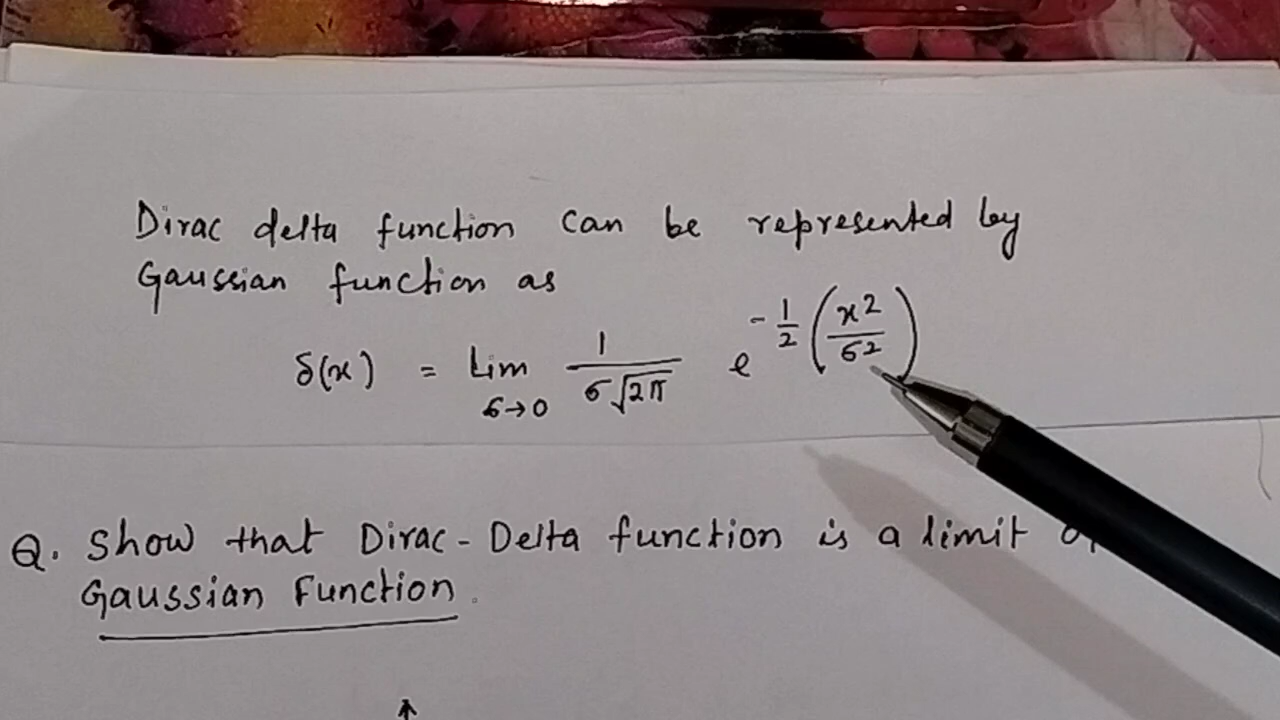 Dirac delta function can be represented by
Gaussian function as
δ(x) = Lim σ→0 1/(σ√2π) e^(-1/2 (x²/σ²))
Q. Show that Dirac-Delta function is a limit
Gaussian Function.